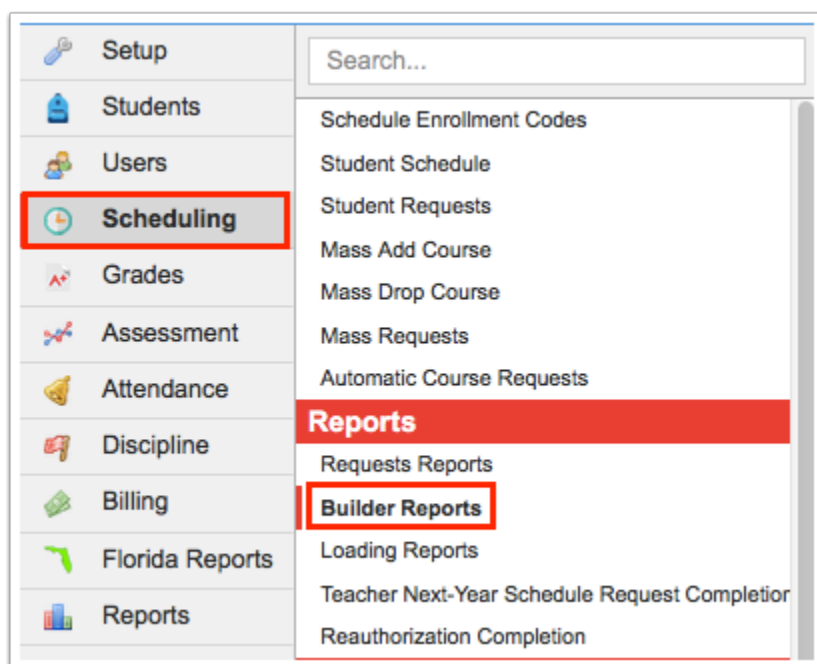 Setup
Students
Users
Scheduling
Grades
Assessment
Attendance
Discipline
Billing
Florida Reports
Reports
Search...
Schedule Enrollment Codes
Student Schedule
Student Requests
Mass Add Course
Mass Drop Course
Mass Requests
Automatic Course Requests
Reports
Requests Reports
Builder Reports
Loading Reports
Teacher Next-Year Schedule Request Completion
Reauthorization Completion